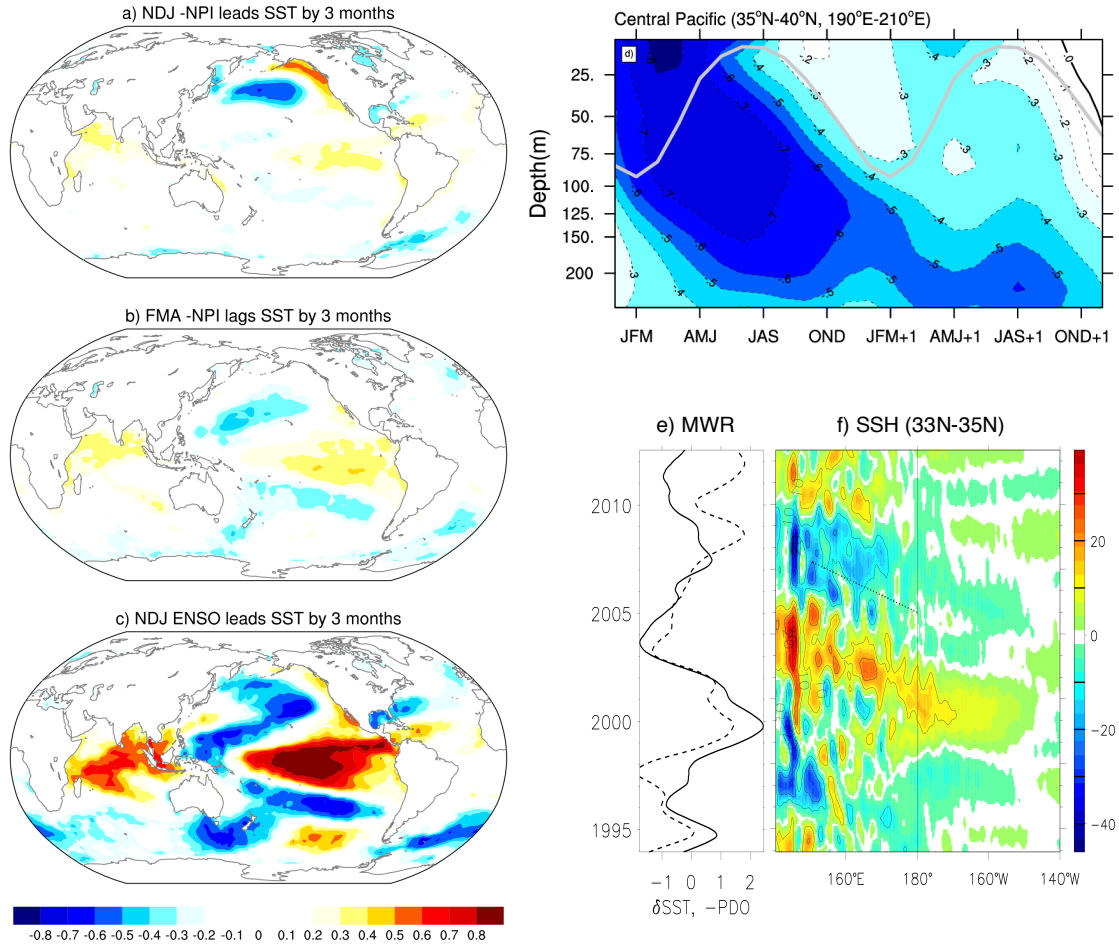 a) NDJ -NPI leads SST by 3 months
b) FMA -NPI lags SST by 3 months
c) NDJ ENSO leads SST by 3 months
-0.8 -0.7 -0.6 -0.5 -0.4 -0.3 -0.2 -0.1 0 0.1 0.2 0.3 0.4 0.5 0.6 0.7 0.8
Central Pacific (35°N-40°N, 190°E-210°E)
d)
Depth(m)
25.
50.
75.
100.
125.
150.
200
JFM AMJ JAS OND JFM+1 AMJ+1 JAS+1 OND+1
e) MWR
2010
2005
2000
1995
-1 0 1 2
δSST, -PDO
f) SSH (33N-35N)
160°E 180° 160°W 140°W
20
0
-20
-40